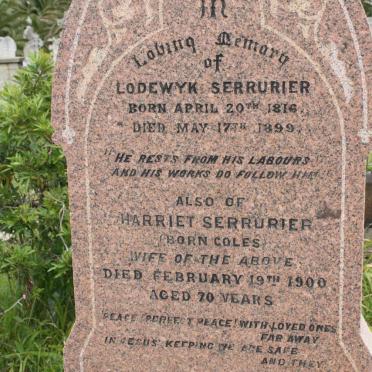 In
Loving Memory
of
LODEWYK SERRURIER
BORN APRIL 20TH 1816.
DIED MAY 17TH 1899.
"HE RESTS FROM HIS LABOURS
AND HIS WORKS DO FOLLOW HIM."
ALSO OF
HARRIET SERRURIER
(BORN COLES)
WIFE OF THE ABOVE
DIED FEBRUARY 19TH 1900
AGED 70 YEARS
PEACE! PERFECT PEACE! WITH LOVED ONES
FAR AWAY
IN JESUS' KEEPING WE ARE SAFE
AND THEY